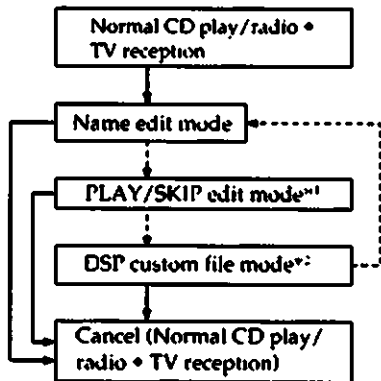 Normal CD play/radio •
TV reception
Name edit mode
PLAY/SKIP edit mode*1
DSP custom file mode*2
Cancel (Normal CD play/
radio • TV reception)